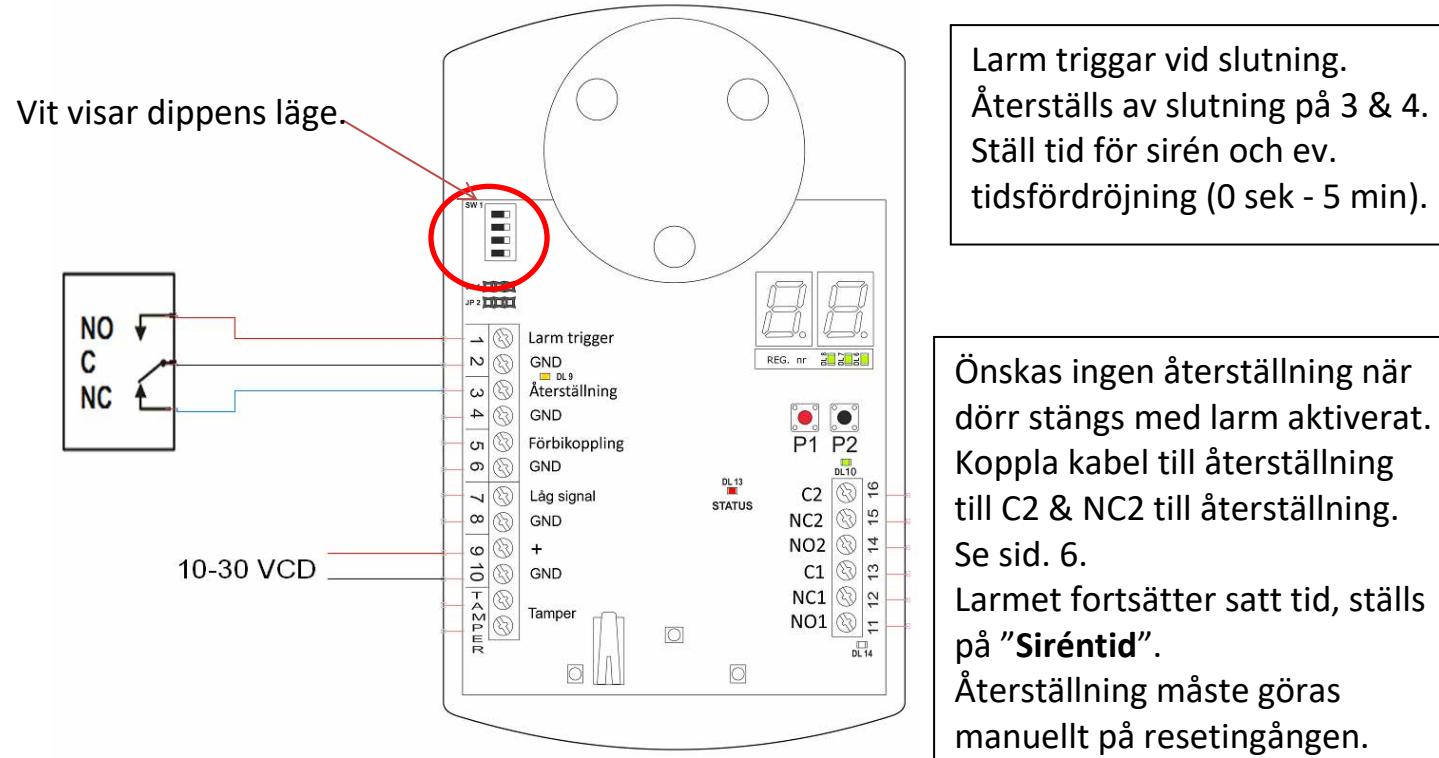 Vit visar dippens läge.
Larm triggar vid slutning.
Återställs av slutning på 3 & 4.
Ställ tid för sirén och ev.
tidsfördröjning (0 sek - 5 min).
SW 1
JP 2
NO
C
NC
1 Larm trigger
2 GND
DL 9
3 Återställning
4 GND
5 Förbikoppling
6 GND
7 Låg signal
8 GND
9 +
10 GND
TAMPER
Tamper
10-30 VCD
REG. nr DL8 DL7 DL6
P1 P2
DL10
DL 13
STATUS
C2 16
NC2 15
NO2 14
C1 13
NC1 12
NO1 11
DL 14
Önskas ingen återställning när
dörr stängs med larm aktiverat.
Koppla kabel till återställning
till C2 & NC2 till återställning.
Se sid. 6.
Larmet fortsätter satt tid, ställs
på ”Siréntid”.
Återställning måste göras
manuellt på resetingången.